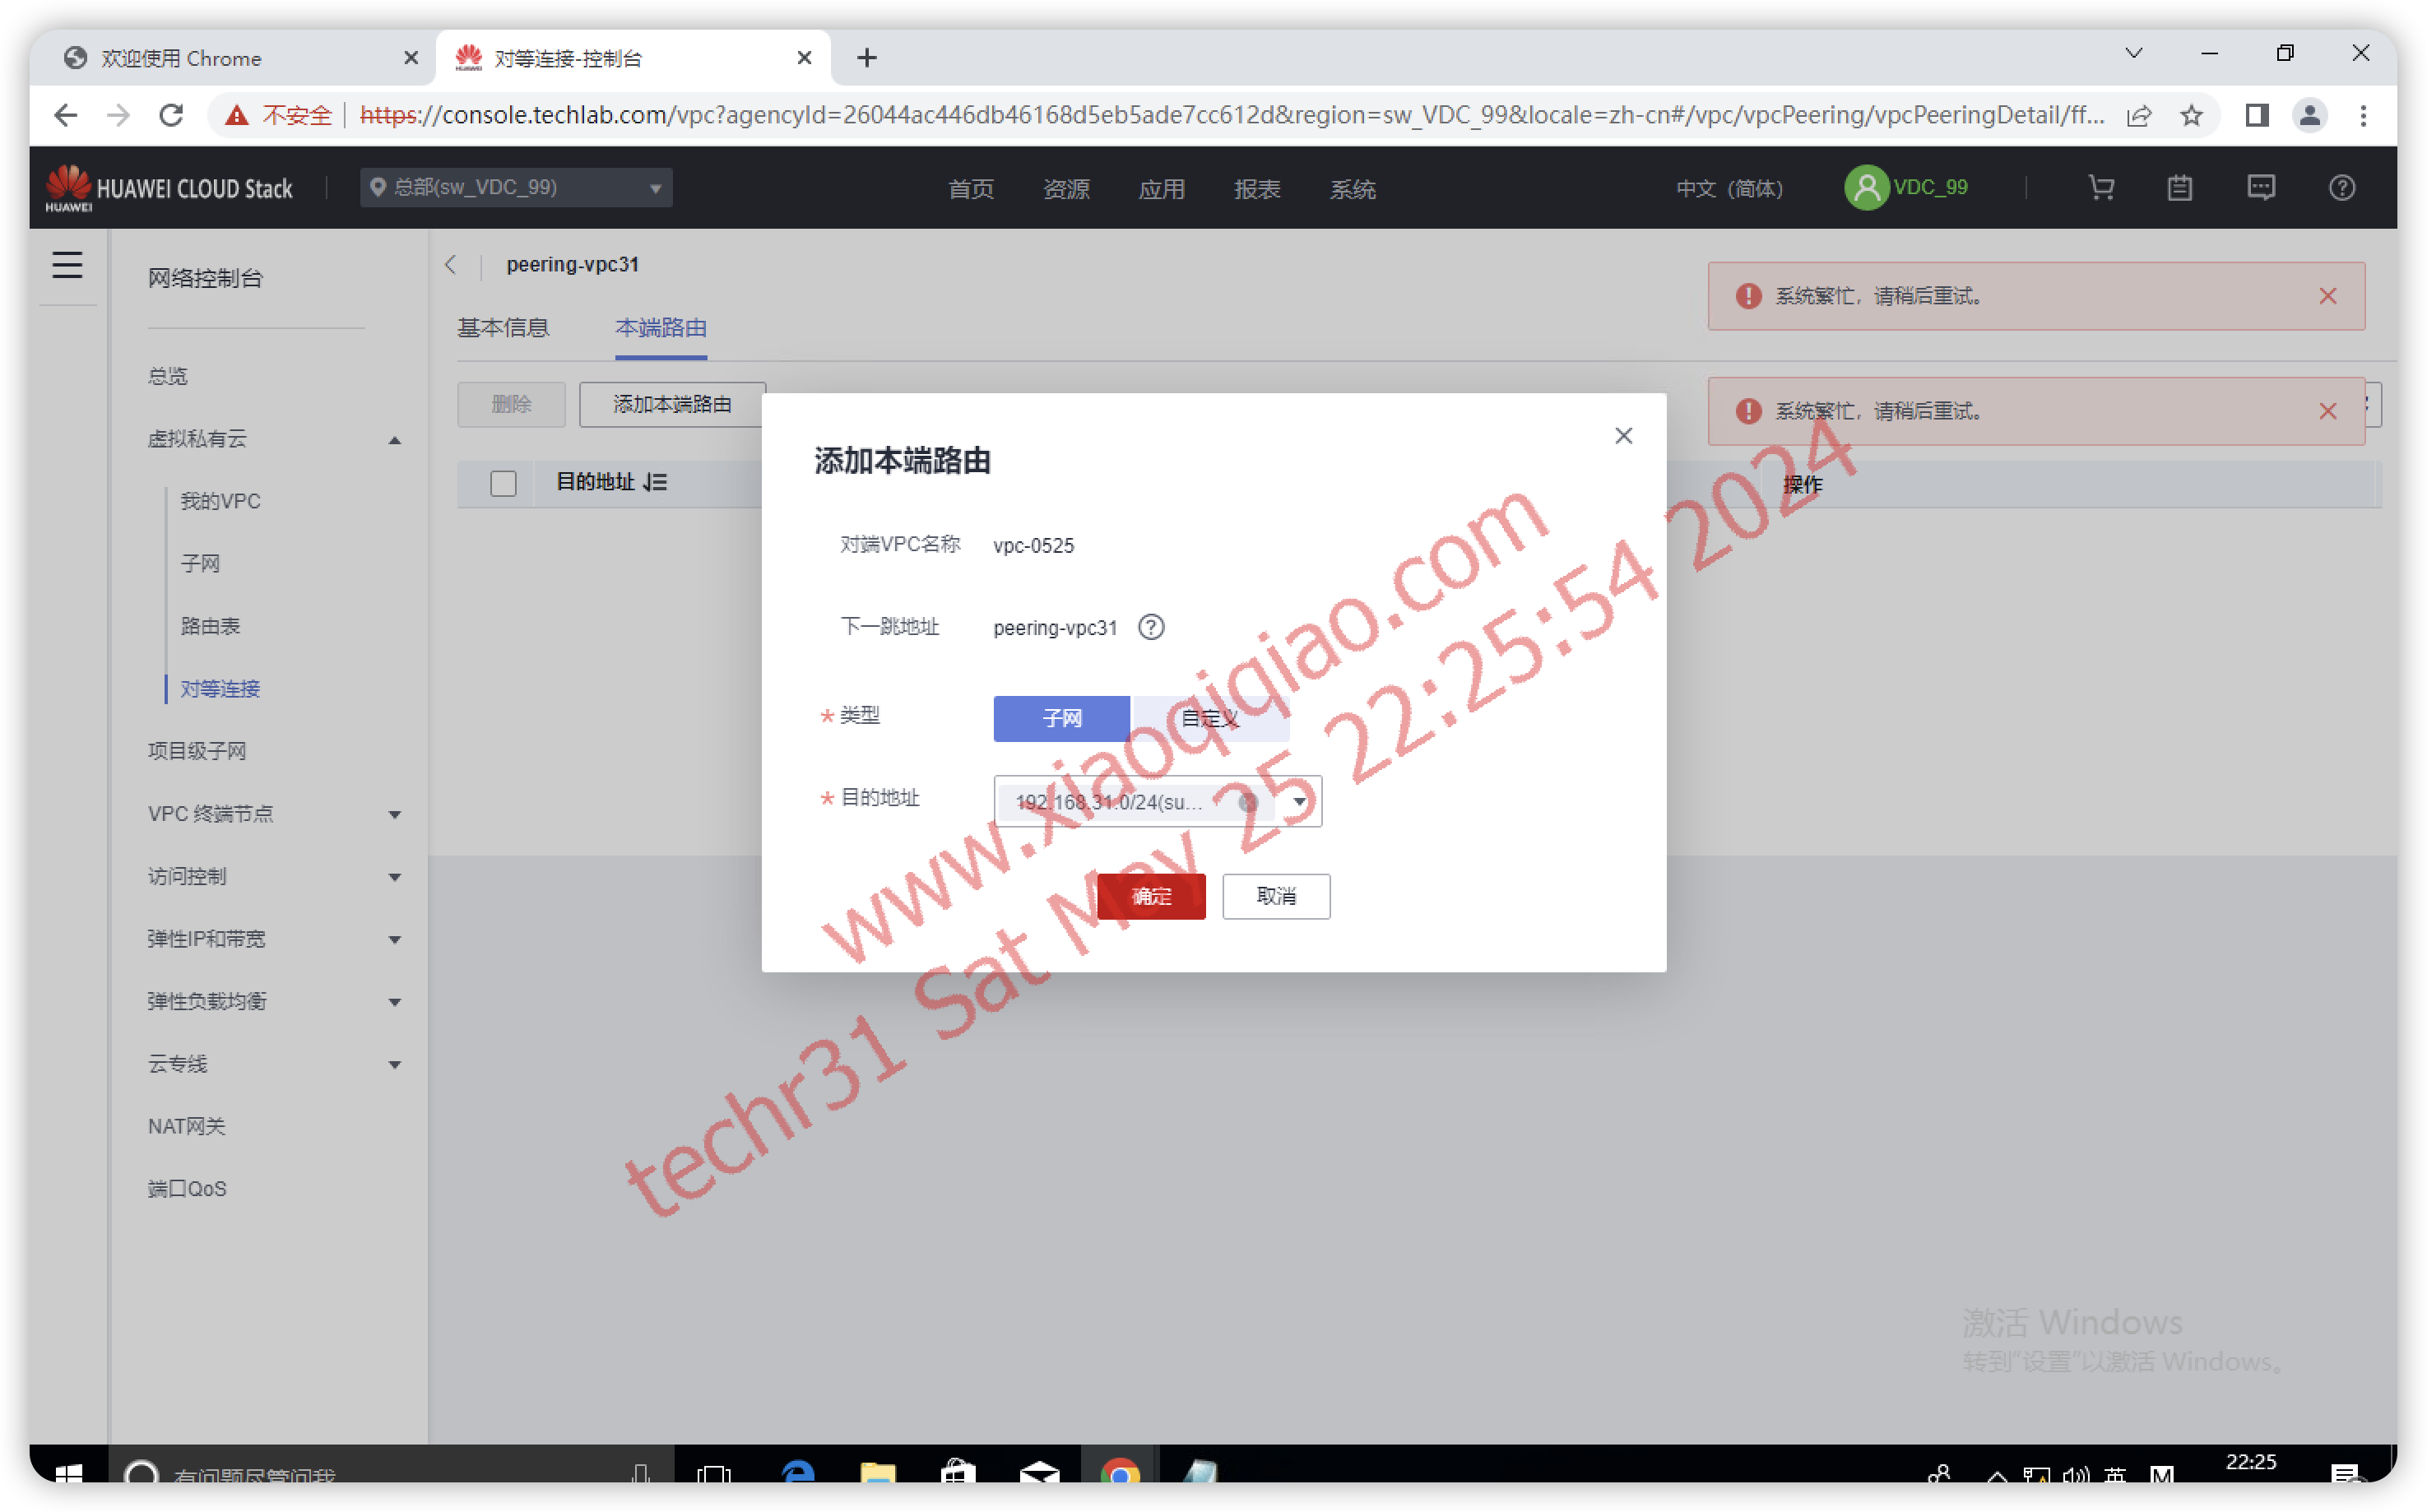 欢迎使用 Chrome
对等连接-控制台
不安全 https://console.techlab.com/vpc?agencyId=26044ac446db46168d5eb5ade7cc612d&region=sw_VDC_99&locale=zh-cn#/vpc/vpcPeering/vpcPeeringDetail/ff...
HUAWEI HUAWEI CLOUD Stack
总部(sw_VDC_99)
首页 资源 应用 报表 系统
中文（简体）
VDC_99
网络控制台
总览
虚拟私有云
我的VPC
子网
路由表
对等连接
项目级子网
VPC 终端节点
访问控制
弹性IP和带宽
弹性负载均衡
云专线
NAT网关
端口QoS
peering-vpc31
基本信息 本端路由
删除 添加本端路由
目的地址
操作
系统繁忙，请稍后重试。
系统繁忙，请稍后重试。
添加本端路由
对端VPC名称 vpc-0525
下一跳地址 peering-vpc31
* 类型 子网 自定义
* 目的地址 192.168.31.0/24(su...
确定 取消
www.xiaoqiqiao.com
techr31 Sat May 25 22:25:54 2024
激活 Windows
转到"设置"以激活 Windows。
有问题尽管问我
英 M
22:25